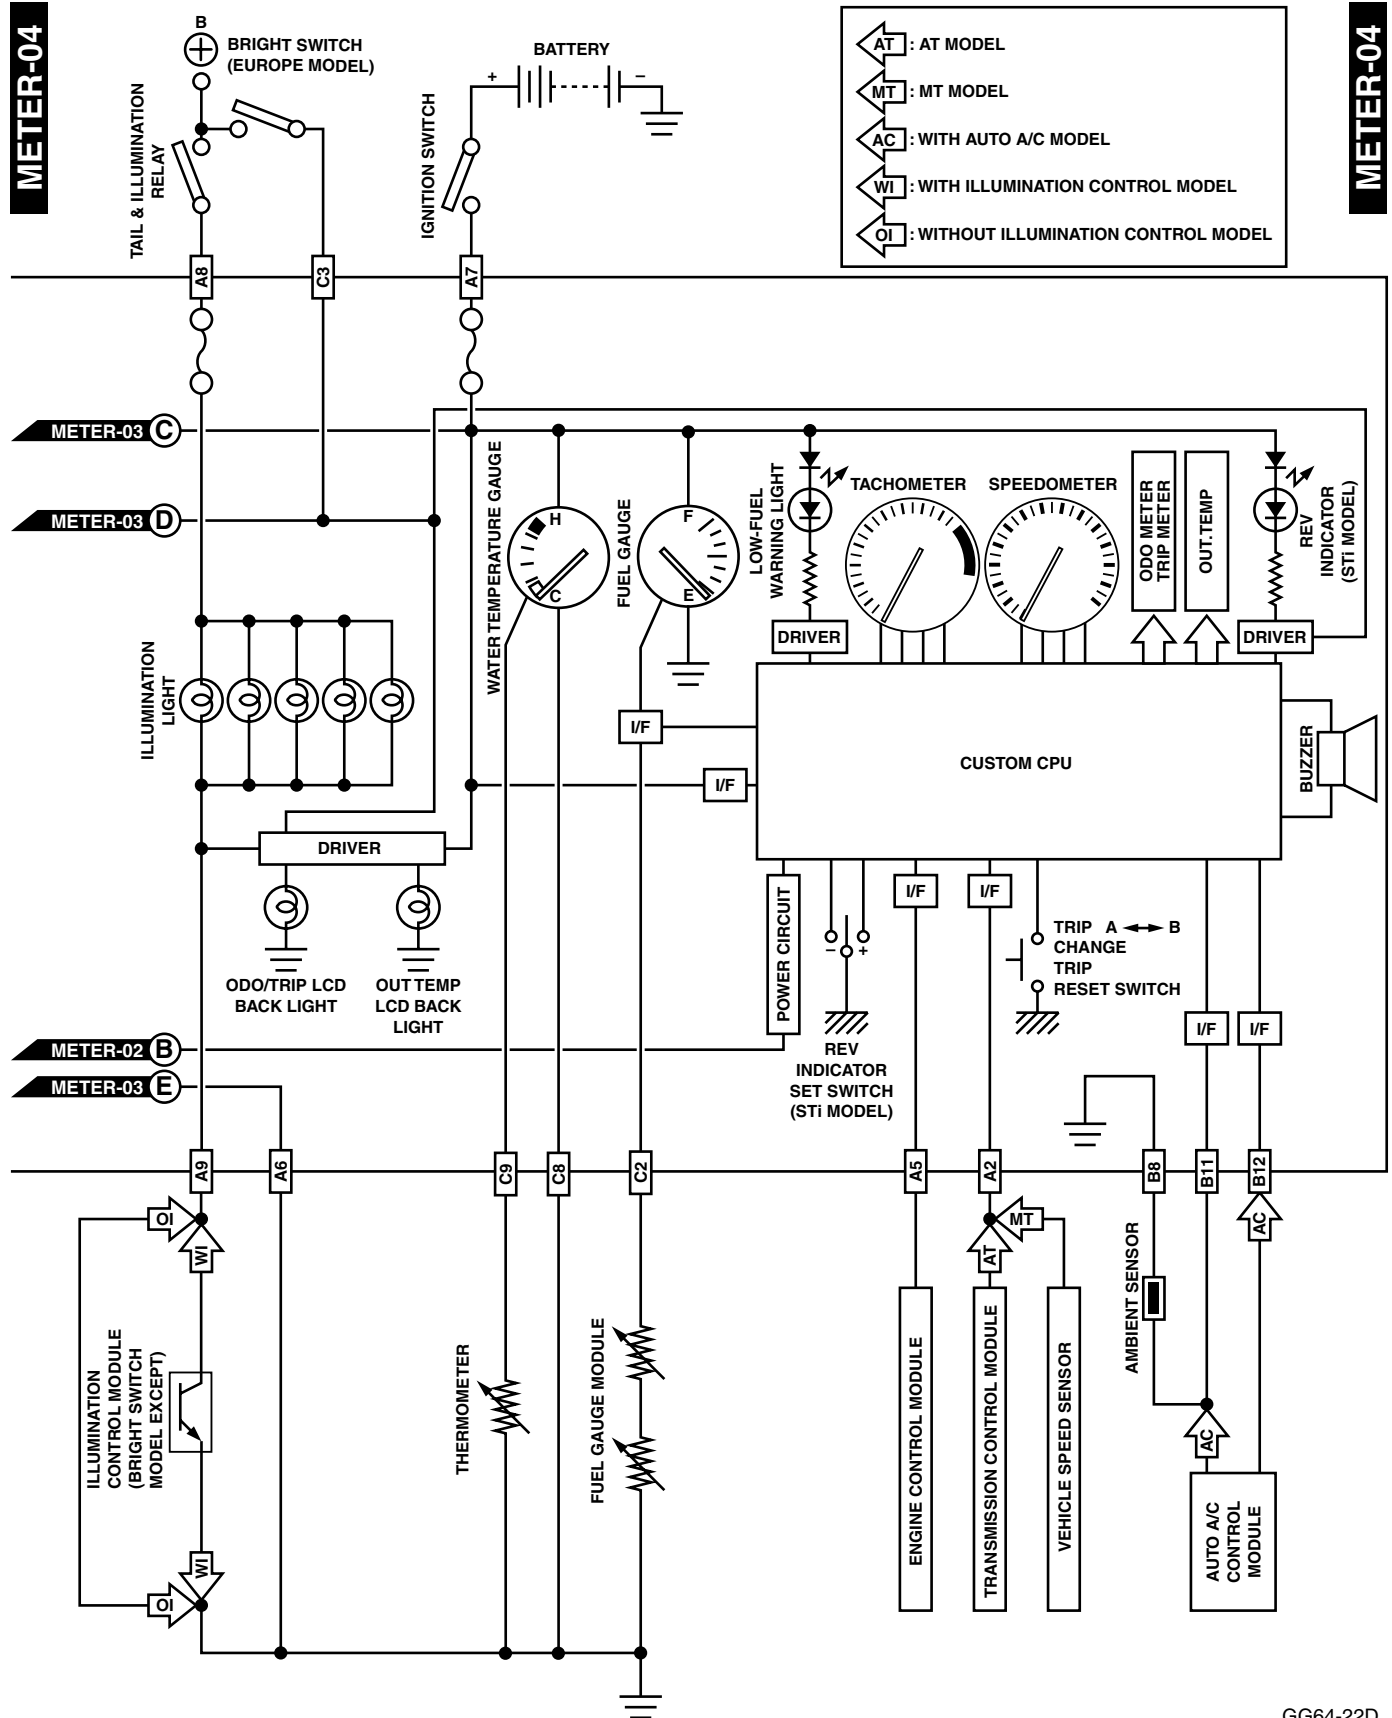 METER-04
METER-04
B
BRIGHT SWITCH
(EUROPE MODEL)
BATTERY
+
–
TAIL & ILLUMINATION
RELAY
IGNITION SWITCH
AT : AT MODEL
MT : MT MODEL
AC : WITH AUTO A/C MODEL
WI : WITH ILLUMINATION CONTROL MODEL
OI : WITHOUT ILLUMINATION CONTROL MODEL
A8
C3
A7
METER-03 C
METER-03 D
WATER TEMPERATURE GAUGE
H
C
FUEL GAUGE
F
E
LOW-FUEL
WARNING LIGHT
TACHOMETER
SPEEDOMETER
ODO METER
TRIP METER
OUT.TEMP
REV
INDICATOR
(STi MODEL)
DRIVER
DRIVER
ILLUMINATION
LIGHT
I/F
I/F
CUSTOM CPU
BUZZER
DRIVER
ODO/TRIP LCD
BACK LIGHT
OUT TEMP
LCD BACK
LIGHT
POWER CIRCUIT
–
+
I/F
I/F
TRIP A B
CHANGE
TRIP
RESET SWITCH
I/F
I/F
REV
INDICATOR
SET SWITCH
(STi MODEL)
METER-02 B
METER-03 E
A9
A6
C9
C8
C2
A5
A2
B8
B11
B12
OI
WI
MT
AT
AC
AMBIENT SENSOR
ILLUMINATION
CONTROL MODULE
(BRIGHT SWITCH
MODEL EXCEPT)
THERMOMETER
FUEL GAUGE MODULE
ENGINE CONTROL MODULE
TRANSMISSION CONTROL MODULE
VEHICLE SPEED SENSOR
AC
AUTO A/C
CONTROL
MODULE
WI
OI
GG64-22D